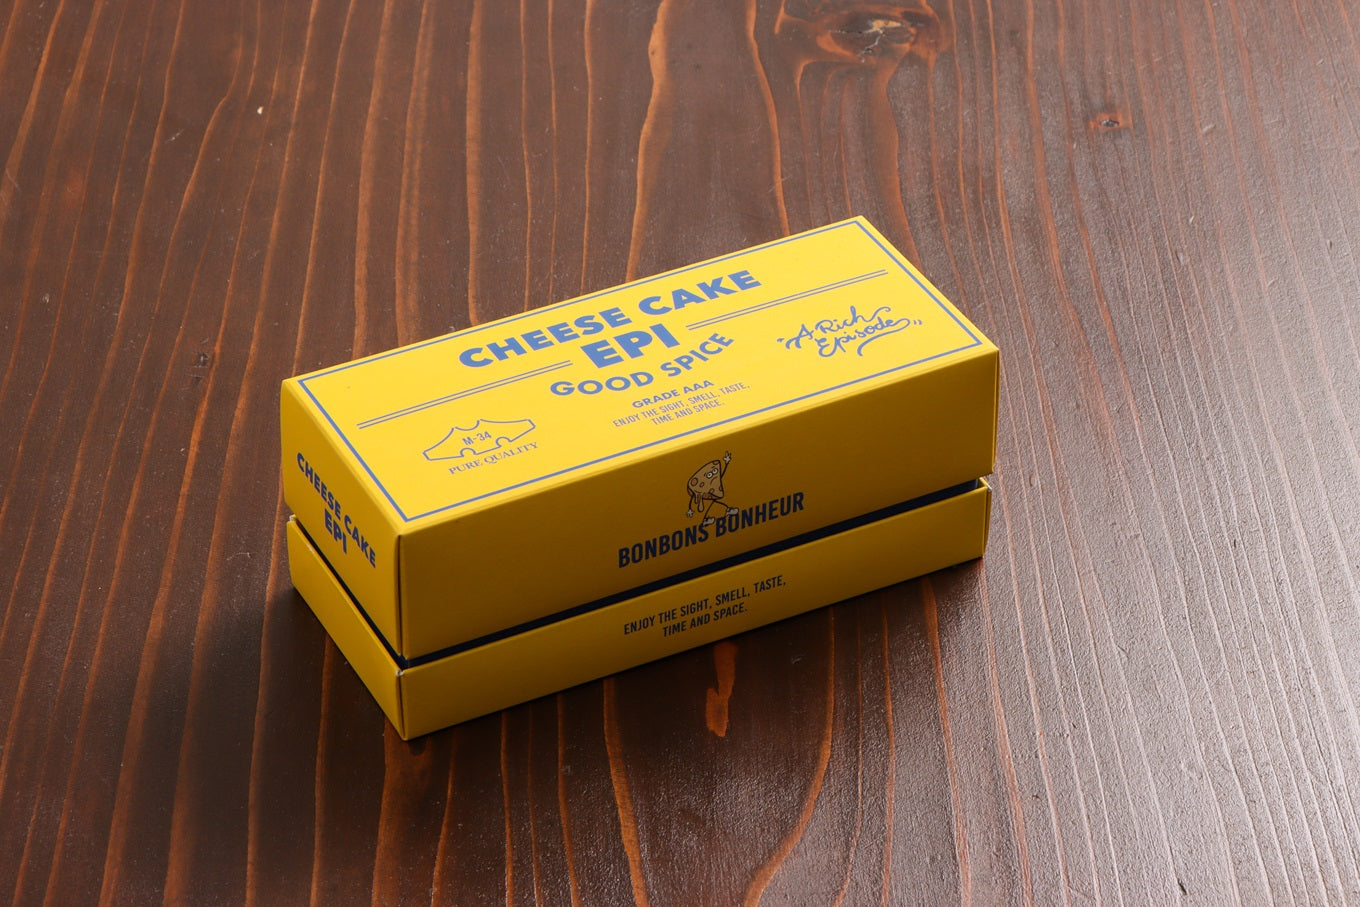 CHEESE CAKE
EPI
GOOD SPICE
GRADE AAA
ENJOY THE SIGHT, SMELL, TASTE,
TIME AND SPACE.
M-34
PURE QUALITY
"A Rich
Episode"
CHEESE CAKE
EPI
BONBONS BONHEUR
ENJOY THE SIGHT, SMELL, TASTE,
TIME AND SPACE.